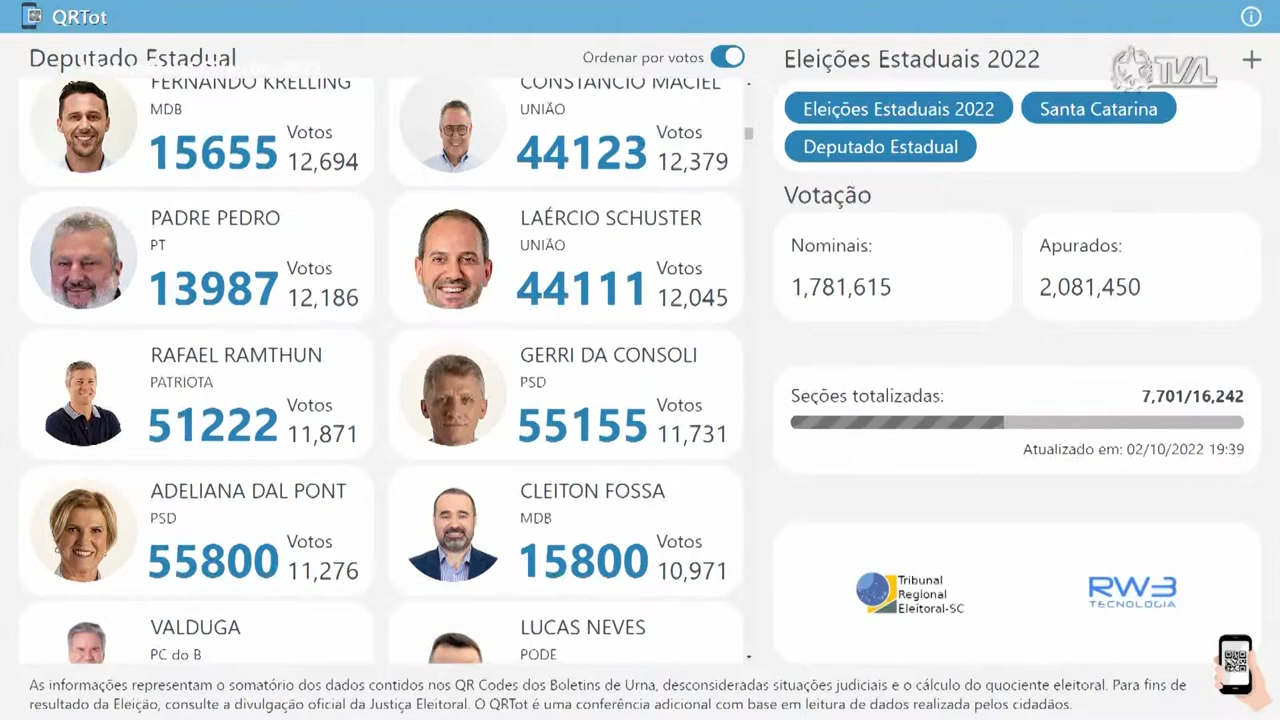 QRTot
Deputado Estadual
Ordenar por votos
FERNANDO KRELLING
MDB
15655
Votos
12,694
CONSTANCIO MACIEL
UNIÃO
44123
Votos
12,379
PADRE PEDRO
PT
13987
Votos
12,186
LAÉRCIO SCHUSTER
UNIÃO
44111
Votos
12,045
RAFAEL RAMTHUN
PATRIOTA
51222
Votos
11,871
GERRI DA CONSOLI
PSD
55155
Votos
11,731
ADELIANA DAL PONT
PSD
55800
Votos
11,276
CLEITON FOSSA
MDB
15800
Votos
10,971
VALDUGA
PC do B
LUCAS NEVES
PODE
Eleições Estaduais 2022
TVAL
Eleições Estaduais 2022
Santa Catarina
Deputado Estadual
Votação
Nominais:
1,781,615
Apurados:
2,081,450
Seções totalizadas:
7,701/16,242
Atualizado em: 02/10/2022 19:39
Tribunal
Regional
Eleitoral-SC
RW3
TECNOLOGIA
As informações representam o somatório dos dados contidos nos QR Codes dos Boletins de Urna, desconsideradas situações judiciais e o cálculo do quociente eleitoral. Para fins de
resultado da Eleição, consulte a divulgação oficial da Justiça Eleitoral. O QRTot é uma conferência adicional com base em leitura de dados realizada pelos cidadãos.